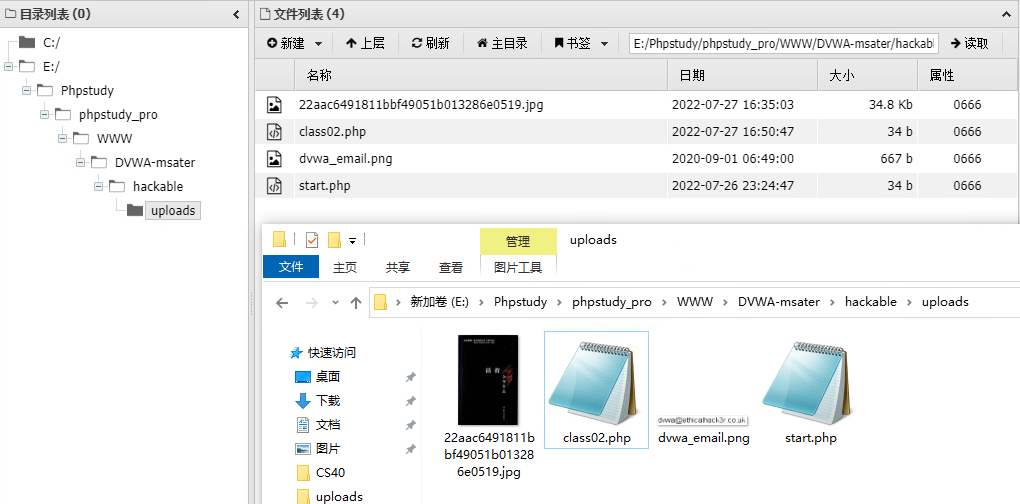 目录列表 (0)
C:/
E:/
Phpstudy
phpstudy_pro
WWW
DVWA-msater
hackable
uploads
文件列表 (4)
新建 上层 刷新 主目录 书签 E:/Phpstudy/phpstudy_pro/WWW/DVWA-msater/hackabl 读取
名称 日期 大小 属性
22aac6491811bbf49051b013286e0519.jpg 2022-07-27 16:35:03 34.8 Kb 0666
class02.php 2022-07-27 16:50:47 34 b 0666
dvwa_email.png 2020-09-01 06:49:00 667 b 0666
start.php 2022-07-26 23:24:47 34 b 0666
管理 uploads
文件 主页 共享 查看 图片工具
新加卷 (E:) Phpstudy phpstudy_pro WWW DVWA-msater hackable uploads
快速访问
桌面
下载
文档
图片
CS40
uploads
活着
dvwa@ethicalhack3r.co.uk
22aac6491811b
bf49051b01328
6e0519.jpg
class02.php
dvwa_email.png
start.php